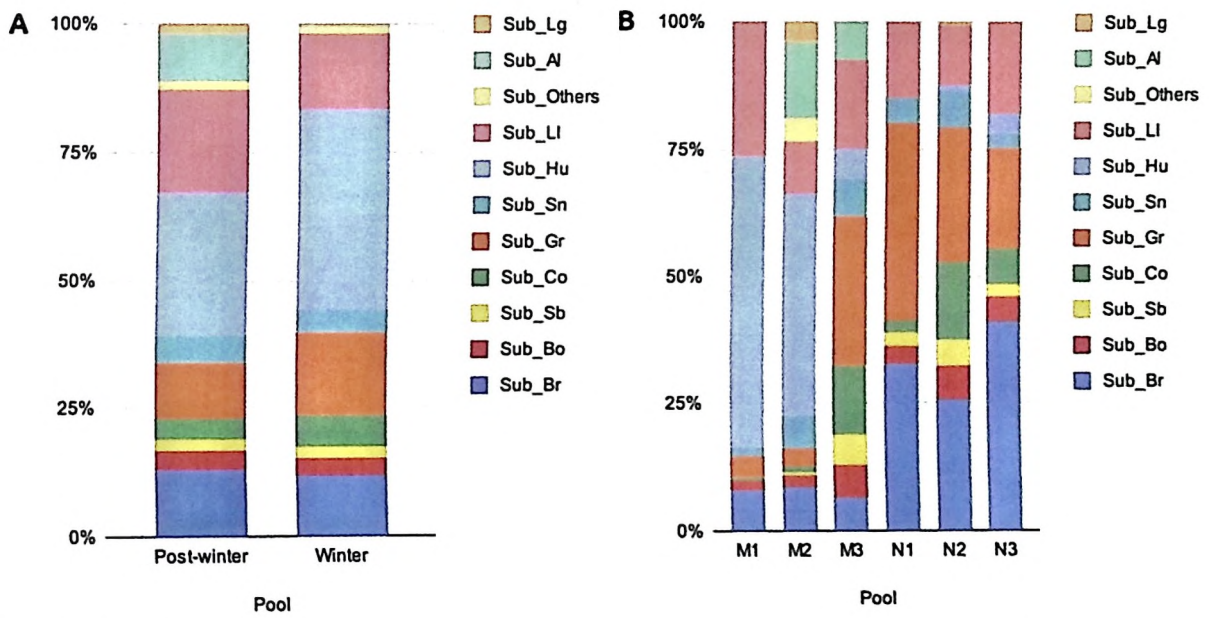 A
100%
75%
50%
25%
0%
Post-winter
Winter
Pool
Sub_Lg
Sub_Al
Sub_Others
Sub_LI
Sub_Hu
Sub_Sn
Sub_Gr
Sub_Co
Sub_Sb
Sub_Bo
Sub_Br
B
100%
75%
50%
25%
0%
M1
M2
M3
N1
N2
N3
Pool
Sub_Lg
Sub_Al
Sub_Others
Sub_LI
Sub_Hu
Sub_Sn
Sub_Gr
Sub_Co
Sub_Sb
Sub_Bo
Sub_Br